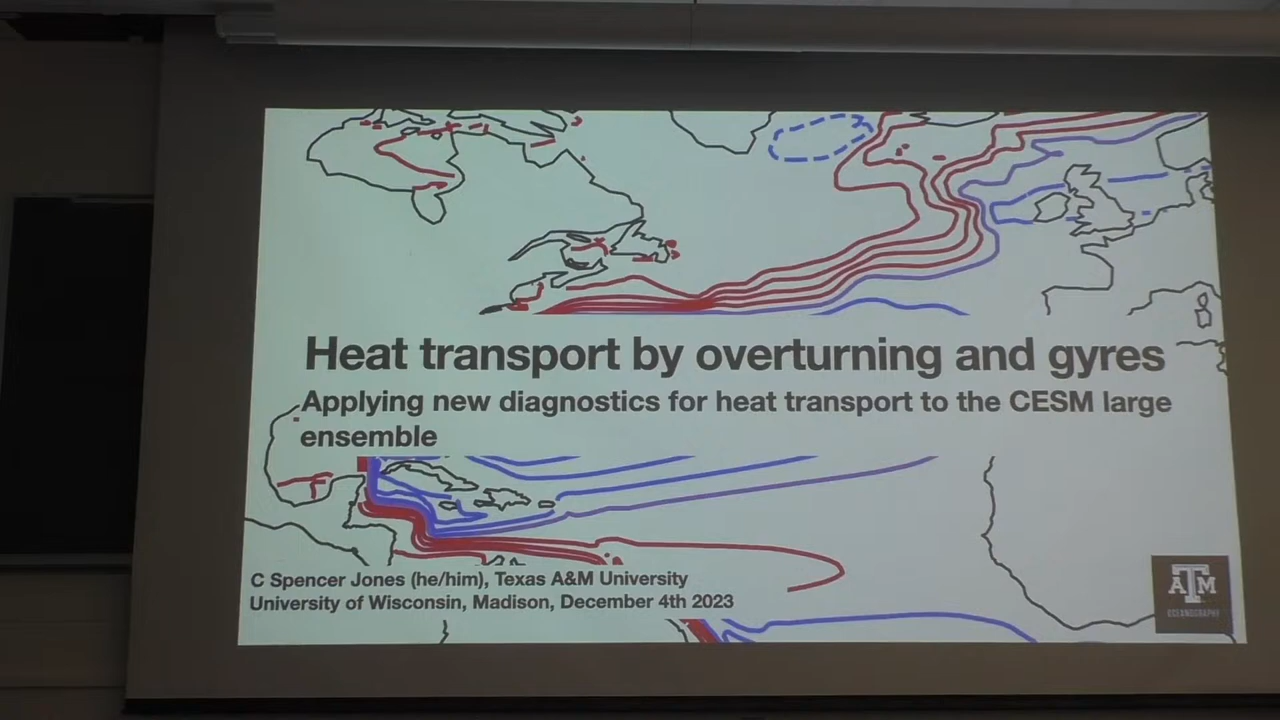 Heat transport by overturning and gyres
Applying new diagnostics for heat transport to the CESM large
ensemble
C Spencer Jones (he/him), Texas A&M University
University of Wisconsin, Madison, December 4th 2023
ATM
OCEANOGRAPHY